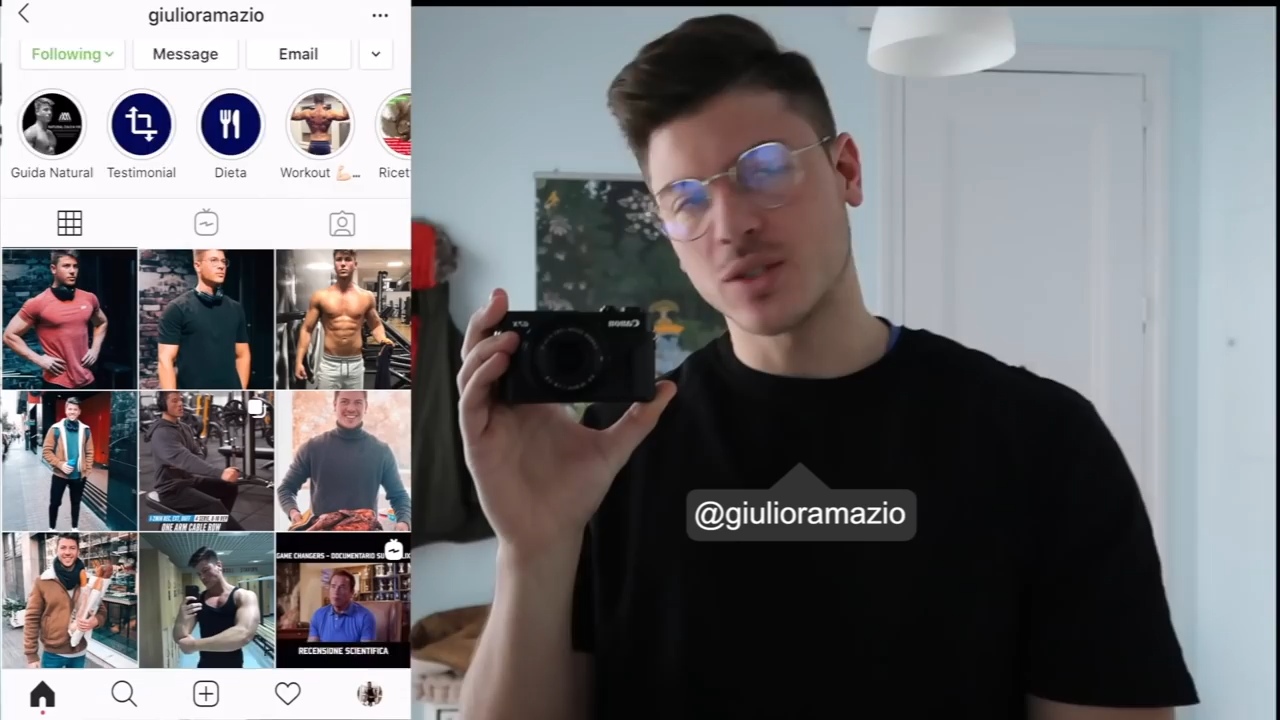 giulioramazio
Following
Message
Email
Guida Natural
Testimonial
Dieta
Workout 💪🏻...
Ricet
ONE ARM CABLE ROW
GAME CHANGERS - DOCUMENTARIO SU
RECENSIONE SCIENTIFICA
Canon
G7X
@giulioramazio